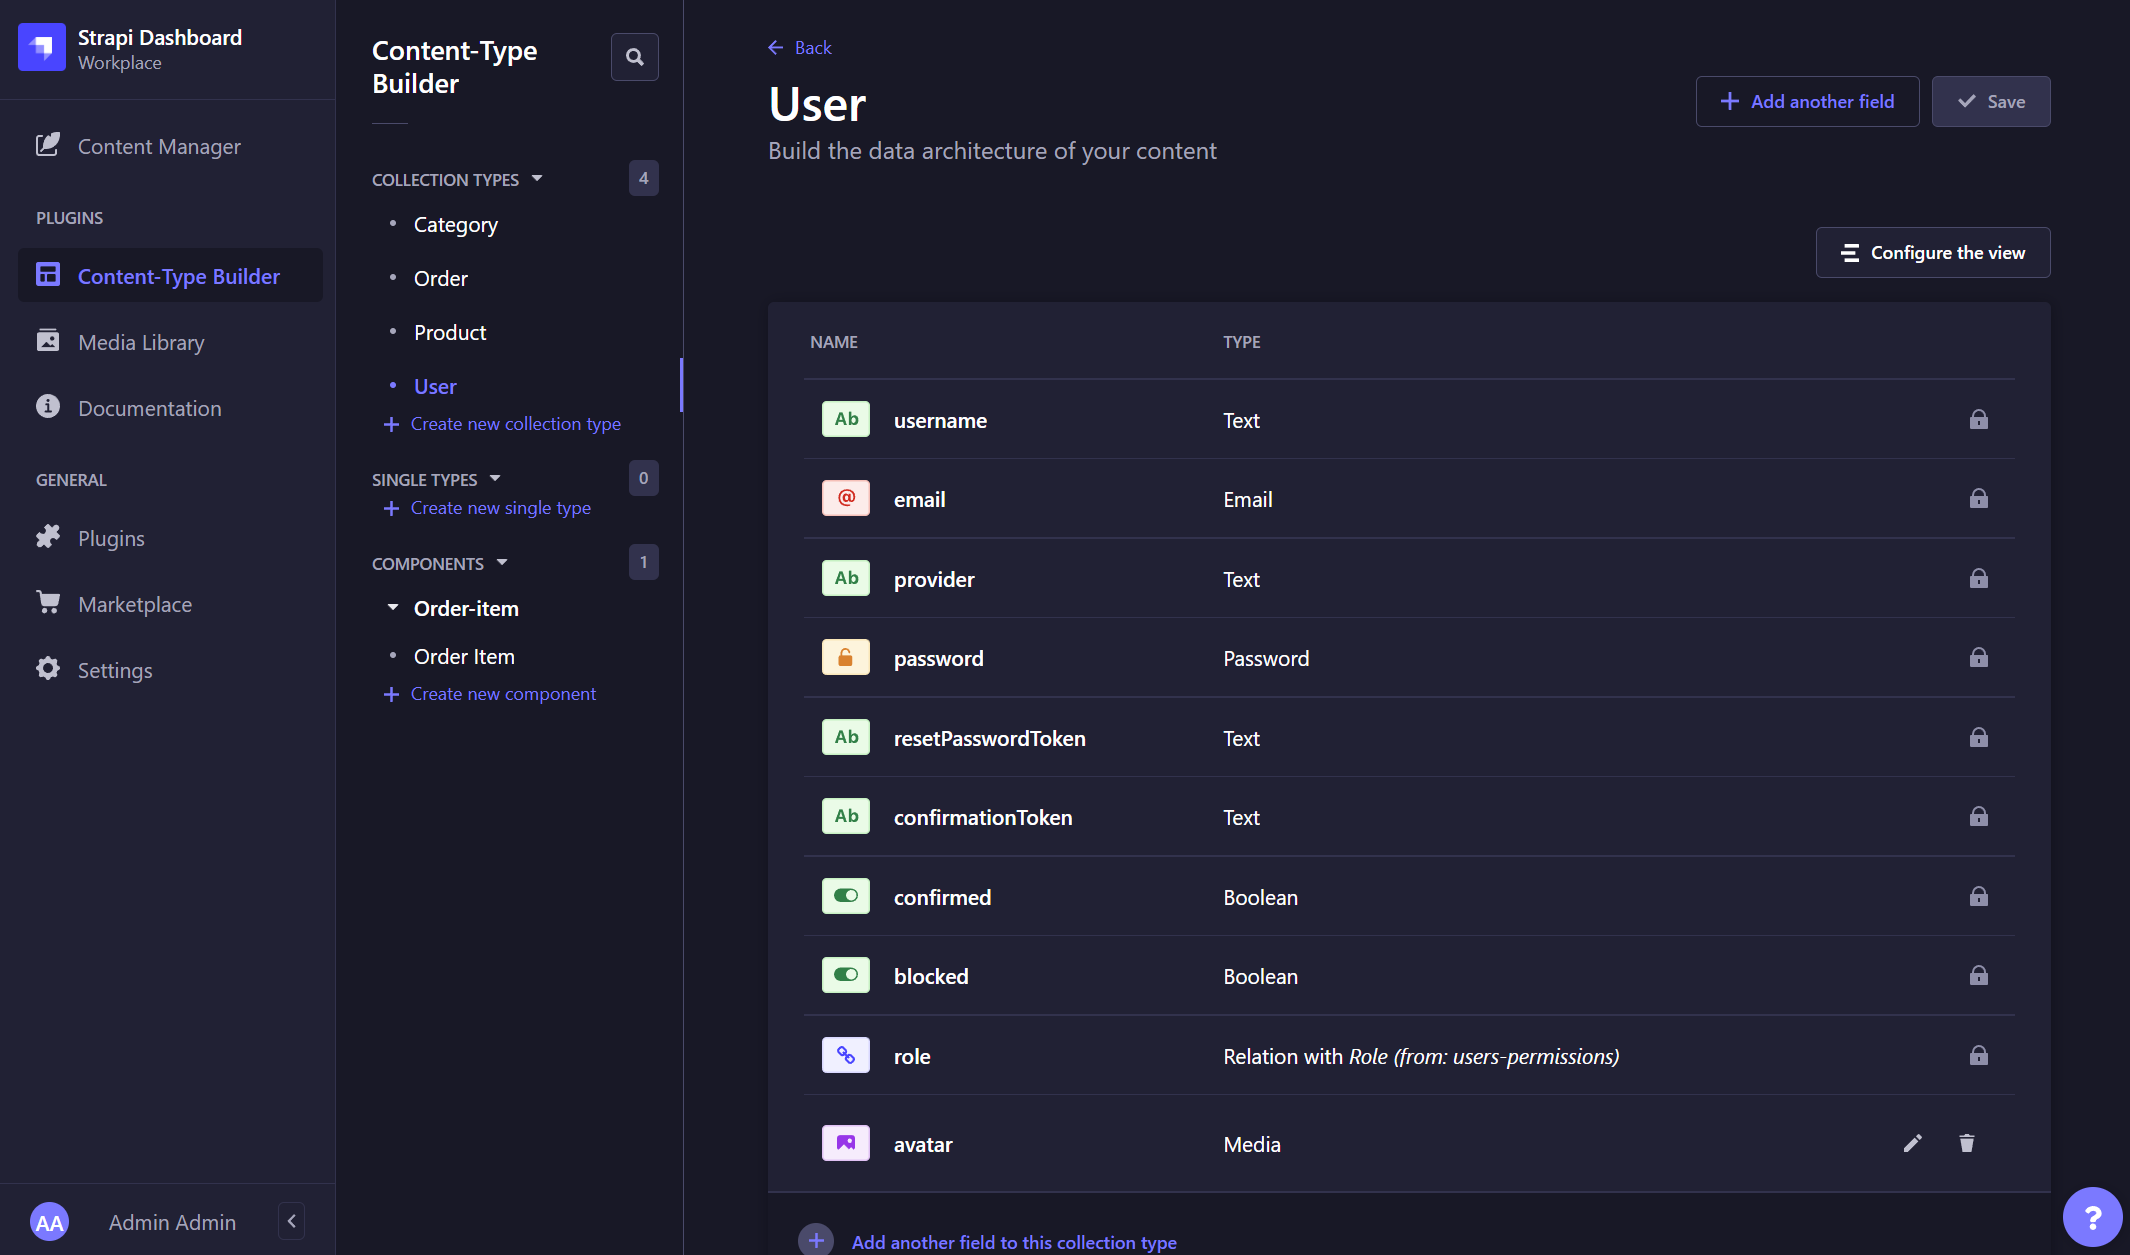 Strapi Dashboard
Workplace
Content Manager
PLUGINS
Content-Type Builder
Media Library
Documentation
GENERAL
Plugins
Marketplace
Settings
AA
Admin Admin
Content-Type
Builder
COLLECTION TYPES
4
Category
Order
Product
User
Create new collection type
SINGLE TYPES
0
Create new single type
COMPONENTS
1
Order-item
Order Item
Create new component
Back
User
Build the data architecture of your content
Add another field
Save
Configure the view
NAME TYPE
Ab username Text
@ email Email
Ab provider Text
password Password
Ab resetPasswordToken Text
Ab confirmationToken Text
confirmed Boolean
blocked Boolean
role Relation with Role (from: users-permissions)
avatar Media
Add another field to this collection type
?